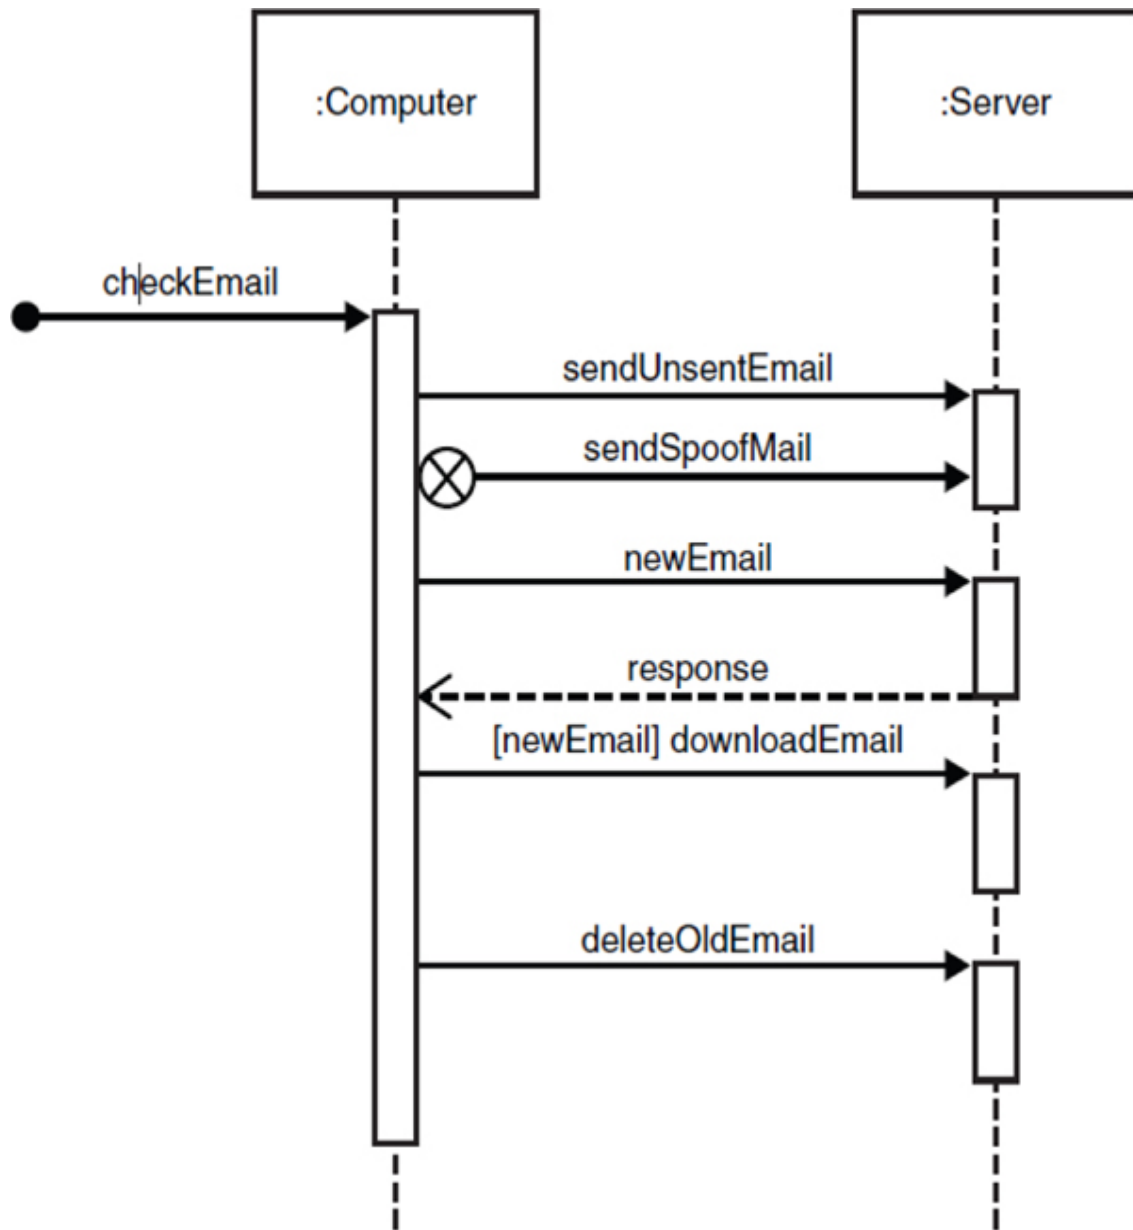 :Computer
:Server
checkEmail
sendUnsentEmail
sendSpoofMail
newEmail
response
[newEmail] downloadEmail
deleteOldEmail